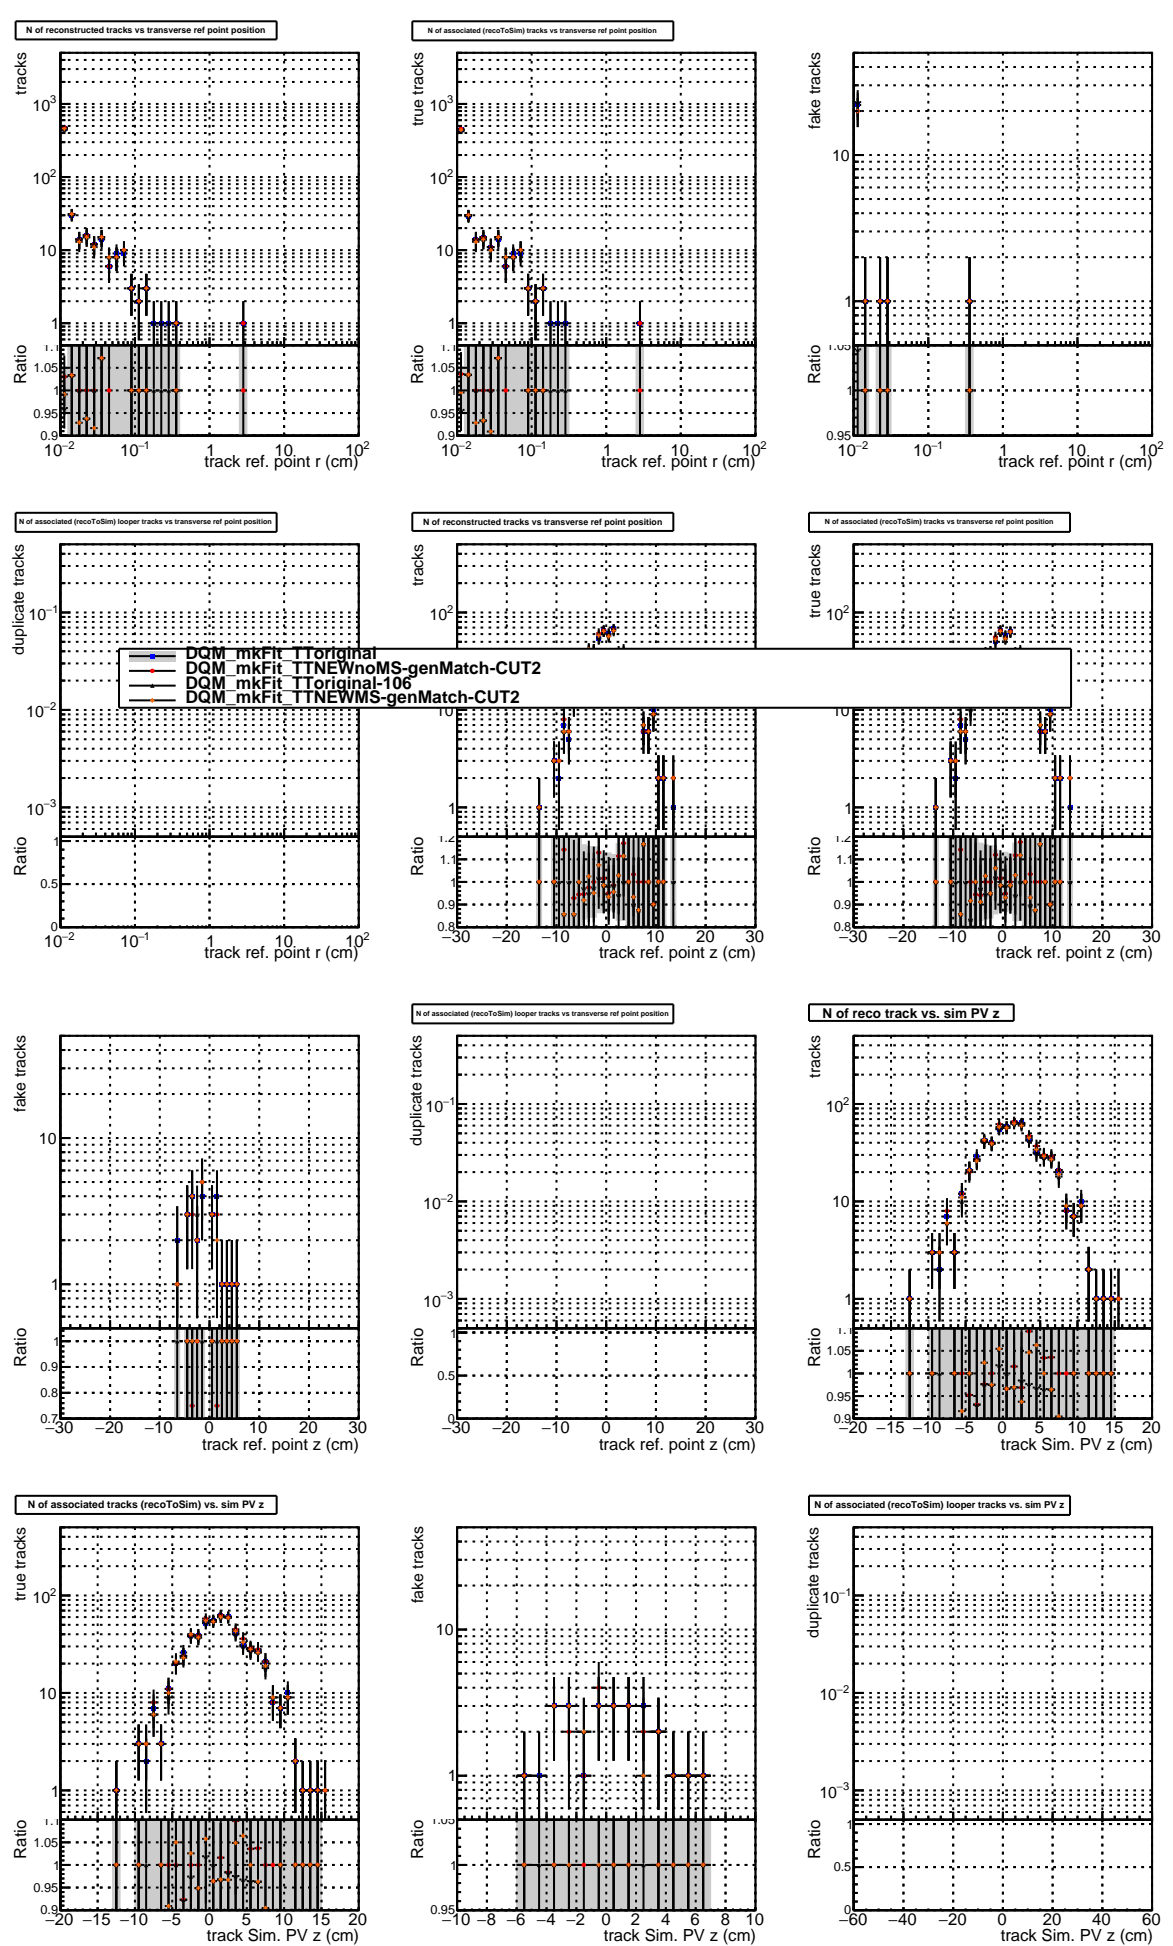 N of reconstructed tracks vs transverse ref point position
tracks
10³
10²
10
1
Ratio
1.1
1.05
1
0.95
0.9
10⁻² 10⁻¹ 1 10 10²
track ref. point r (cm)
N of associated (recoToSim) tracks vs transverse ref point position
true tracks
10³
10²
10
1
Ratio
1.1
1.05
1
0.95
0.9
10⁻² 10⁻¹ 1 10 10²
track ref. point r (cm)
fake tracks
10
1
Ratio
1.05
1
0.95
10⁻² 10⁻¹ 1 10 10²
track ref. point r (cm)
N of associated (recoToSim) looper tracks vs transverse ref point position
duplicate tracks
10⁻¹
10⁻²
10⁻³
Ratio
1
0.5
0
10⁻² 10⁻¹ 1 10 10²
track ref. point r (cm)
N of reconstructed tracks vs transverse ref point position
tracks
10²
10
1
Ratio
1.2
1.1
1
0.9
0.8
−30 −20 −10 0 10 20 30
track ref. point z (cm)
N of associated (recoToSim) tracks vs transverse ref point position
true tracks
10²
10
1
Ratio
1.2
1.1
1
0.9
0.8
−30 −20 −10 0 10 20 30
track ref. point z (cm)
DQM_mkFit_TToriginal
DQM_mkFit_TTNEWnoMS-genMatch-CUT2
DQM_mkFit_TToriginal-106
DQM_mkFit_TTNEWMS-genMatch-CUT2
fake tracks
10
1
Ratio
1
0.9
0.8
0.7
−30 −20 −10 0 10 20 30
track ref. point z (cm)
N of associated (recoToSim) looper tracks vs transverse ref point position
duplicate tracks
10⁻¹
10⁻²
10⁻³
Ratio
1
0.5
0
−30 −20 −10 0 10 20 30
track ref. point z (cm)
N of reco track vs. sim PV z
tracks
10²
10
1
Ratio
1.1
1.05
1
0.95
0.9
−20 −15 −10 −5 0 5 10 15 20
track Sim. PV z (cm)
N of associated tracks (recoToSim) vs. sim PV z
true tracks
10²
10
1
Ratio
1.1
1.05
1
0.95
0.9
−20 −15 −10 −5 0 5 10 15 20
track Sim. PV z (cm)
fake tracks
10
1
Ratio
1.05
1
0.95
−10 −8 −6 −4 −2 0 2 4 6 8 10
track Sim. PV z (cm)
N of associated (recoToSim) looper tracks vs. sim PV z
duplicate tracks
10⁻¹
10⁻²
10⁻³
Ratio
1
0.5
0
−60 −40 −20 0 20 40 60
track Sim. PV z (cm)